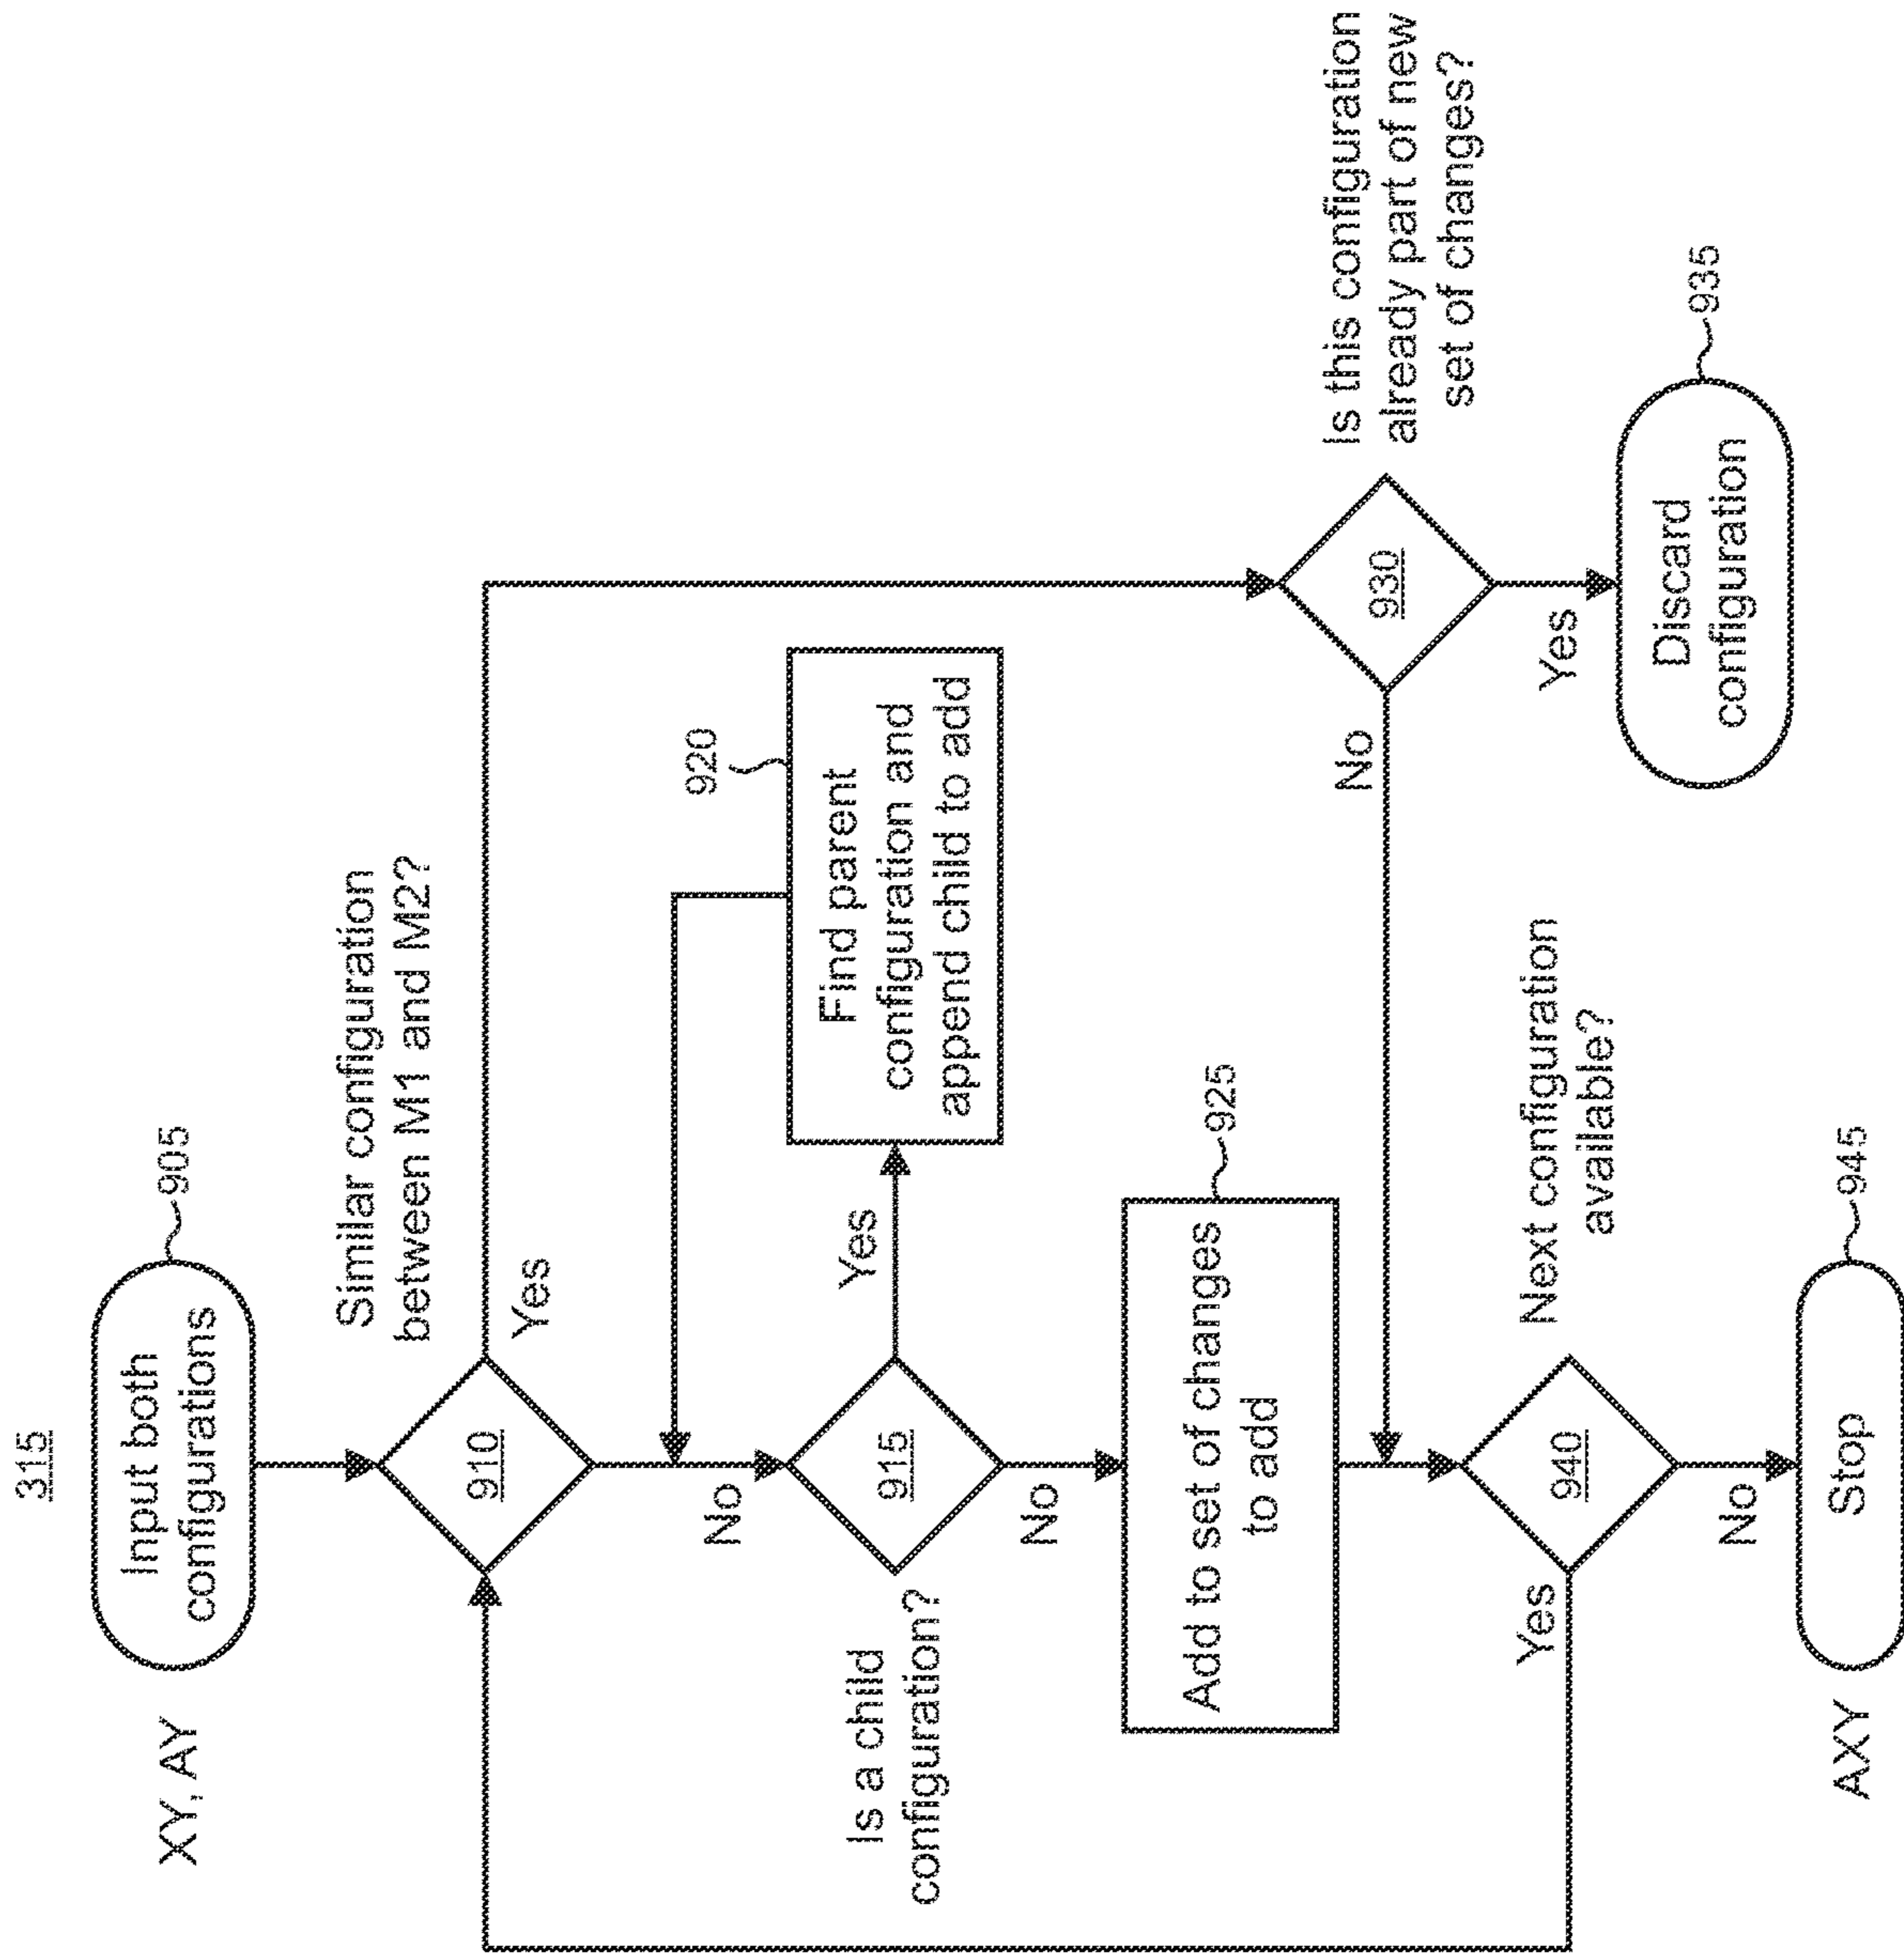 315
XY, AY
Input both
configurations
905
Similar configuration
between M1 and M2?
910
Yes
No
Is a child
configuration?
915
Yes
No
920
Find parent
configuration and
append child to add
925
Add to set of changes
to add
Is this configuration
already part of new
set of changes?
930
No
Yes
935
Discard
configuration
Next configuration
available?
940
Yes
No
945
AXY
Stop